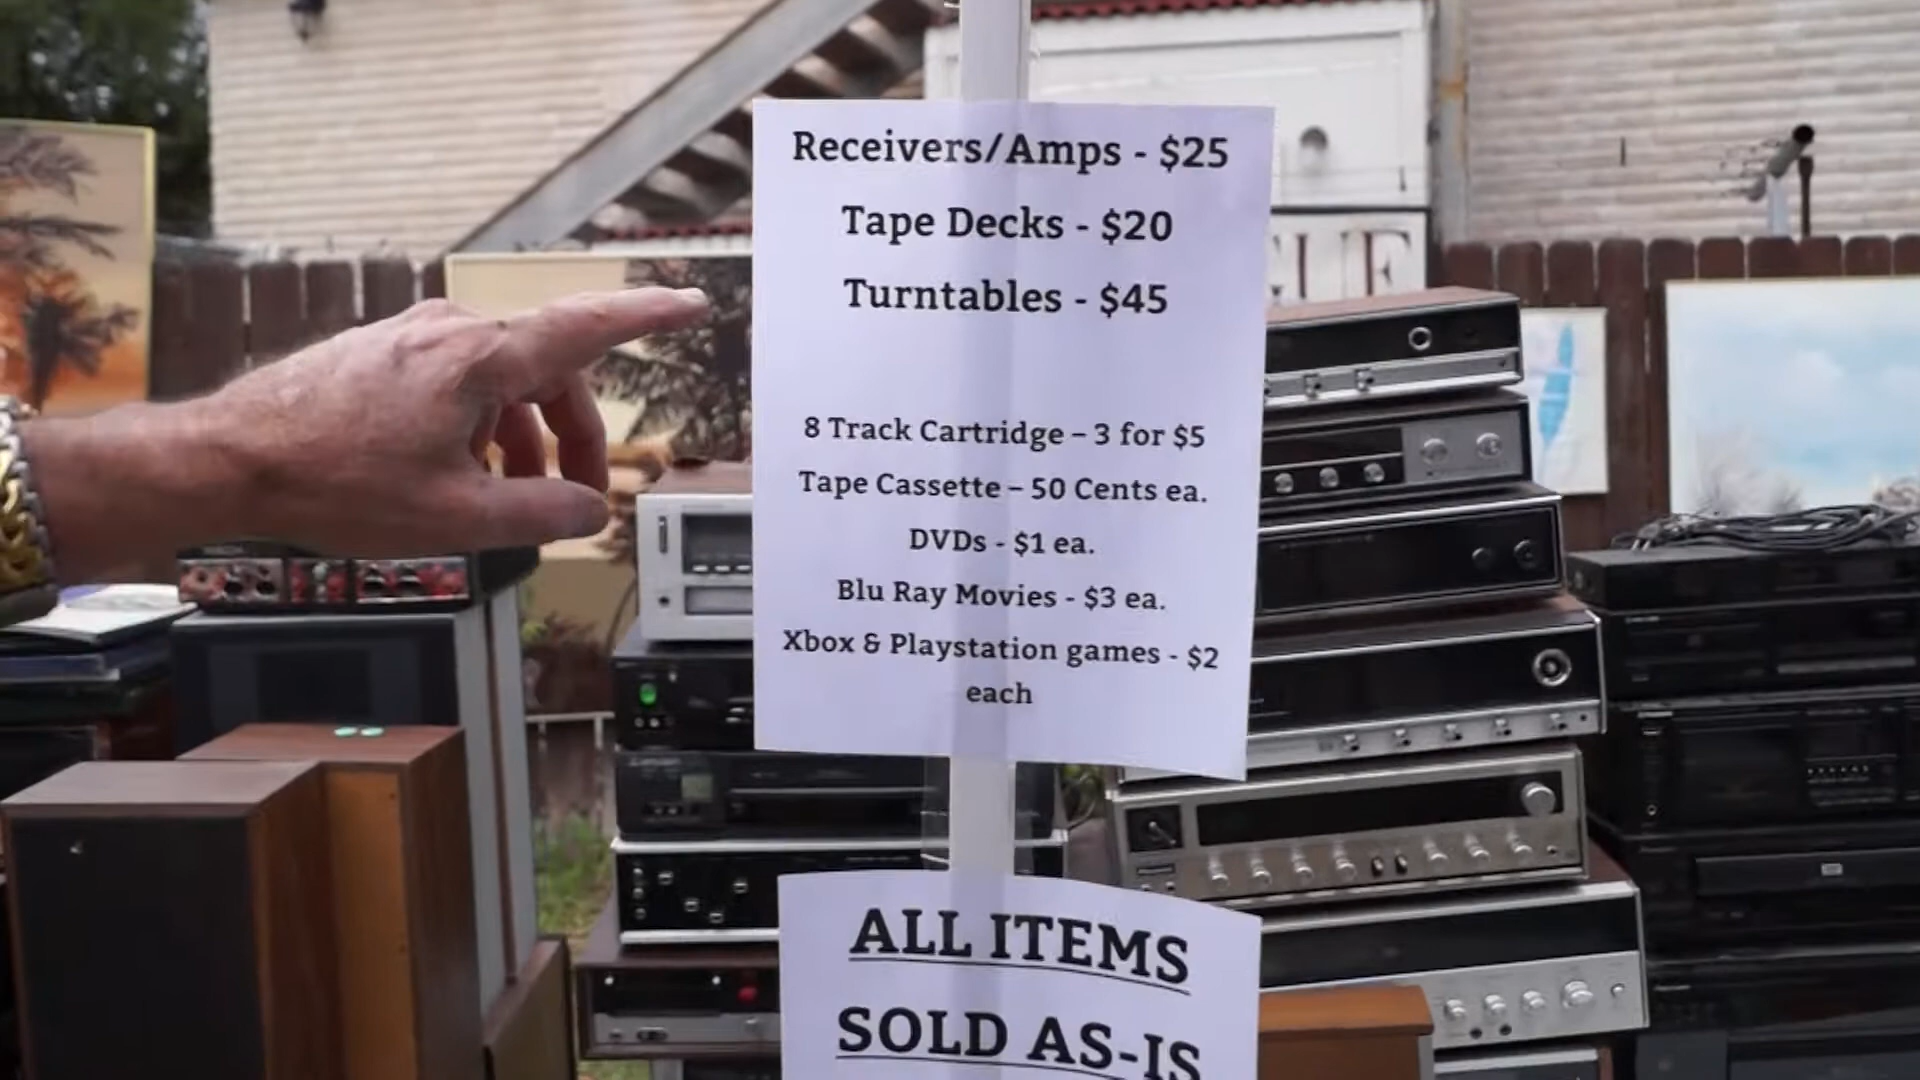 Receivers/Amps - $25
Tape Decks - $20
Turntables - $45
8 Track Cartridge – 3 for $5
Tape Cassette – 50 Cents ea.
DVDs - $1 ea.
Blu Ray Movies - $3 ea.
Xbox & Playstation games - $2
each
ALL ITEMS
SOLD AS-IS